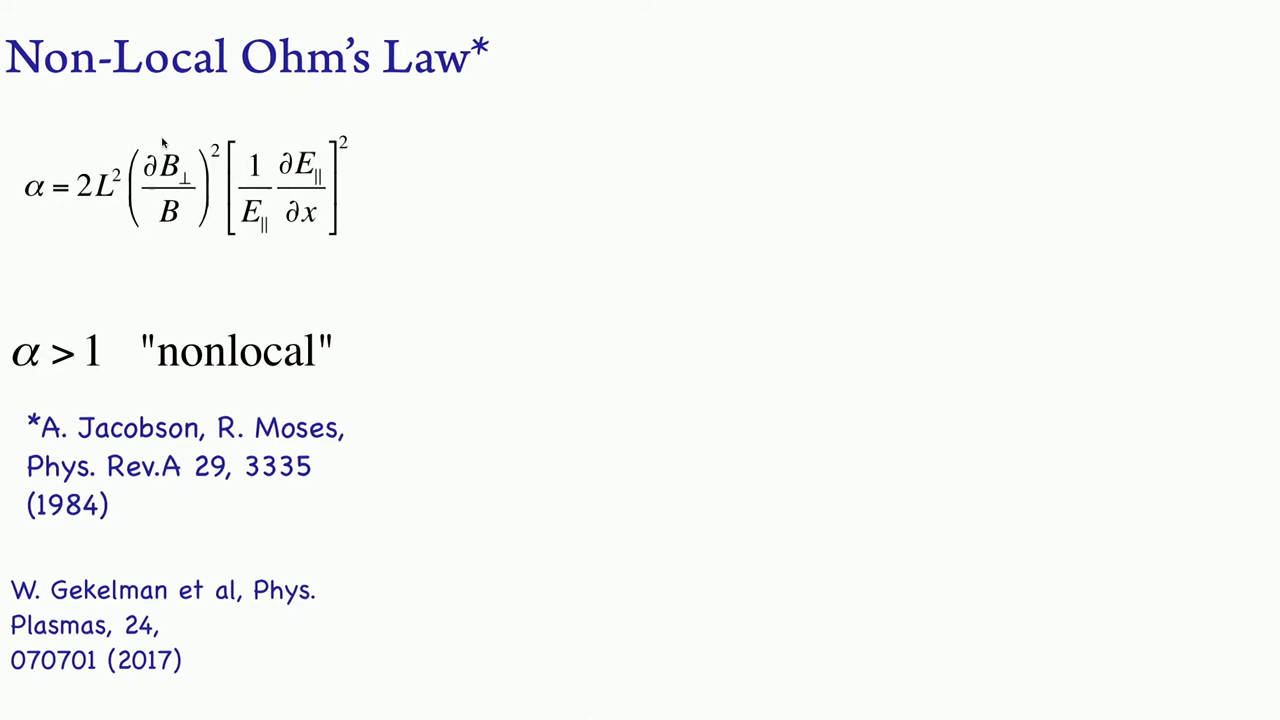 Non-Local Ohm's Law*
α = 2L² (∂B⊥ / B)² [1/E∥ ∂E∥/∂x]²
α > 1 "nonlocal"
*A. Jacobson, R. Moses,
Phys. Rev.A 29, 3335
(1984)
W. Gekelman et al, Phys.
Plasmas, 24,
070701 (2017)